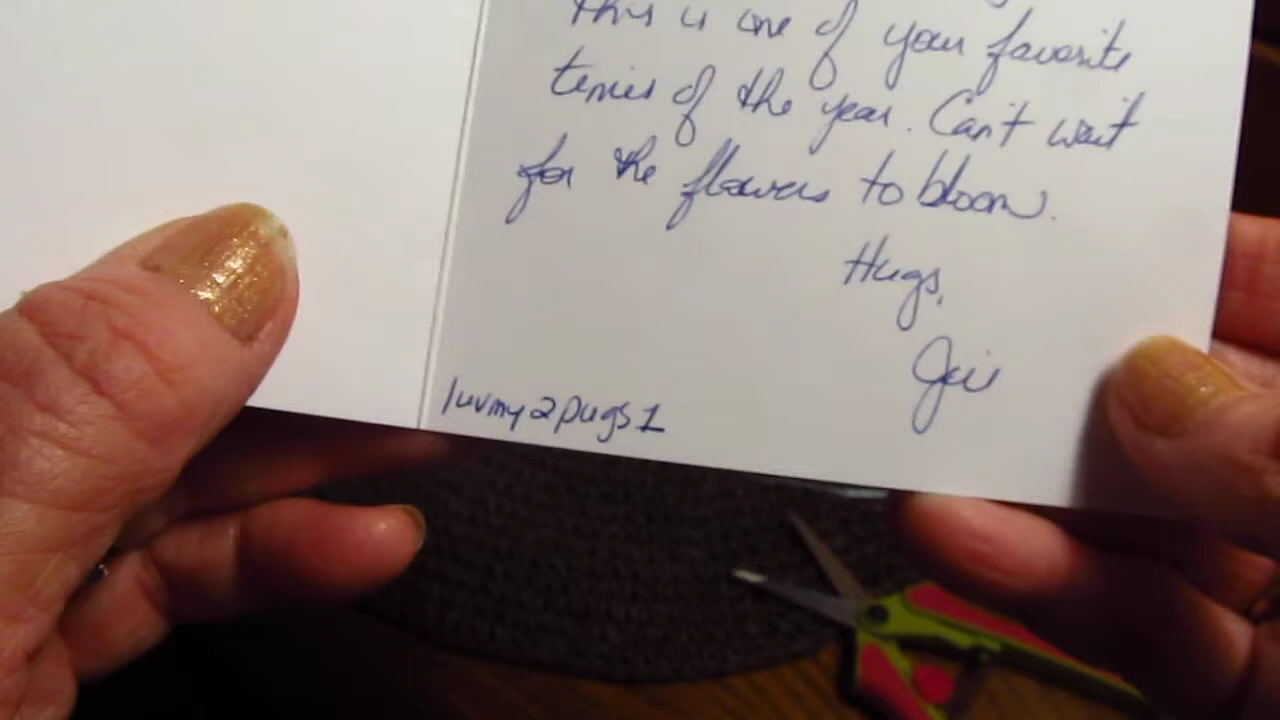 This is one of your favorite
times of the year. Can't wait
for the flowers to bloom.
Hugs,
luvmy2pugs1